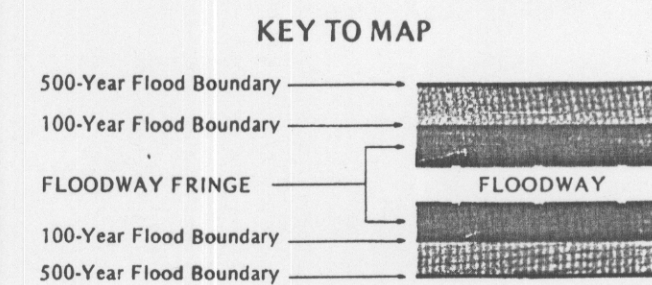 KEY TO MAP
500-Year Flood Boundary
100-Year Flood Boundary
FLOODWAY FRINGE
FLOODWAY
100-Year Flood Boundary
500-Year Flood Boundary